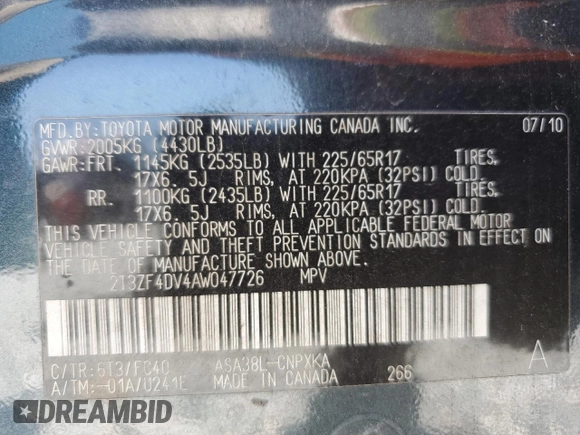 MFD.BY:TOYOTA MOTOR MANUFACTURING CANADA INC. 07/10
GVWR:2005KG (4430LB)
GAWR:FRT. 1145KG (2535LB) WITH 225/65R17 TIRES,
17X6.5J RIMS, AT 220KPA (32PSI) COLD.
RR. 1100KG (2435LB) WITH 225/65R17 TIRES,
17X6.5J RIMS, AT 220KPA (32PSI) COLD.
THIS VEHICLE CONFORMS TO ALL APPLICABLE FEDERAL MOTOR
VEHICLE SAFETY AND THEFT PREVENTION STANDARDS IN EFFECT
ON THE DATE OF MANUFACTURE SHOWN ABOVE.
2T3ZF4DV4AW047726 MPV
C/TR:6T3/FC40 ASA38L-CNPXKA A
A/TM:-01A/U241E MADE IN CANADA 266
DREAMBID